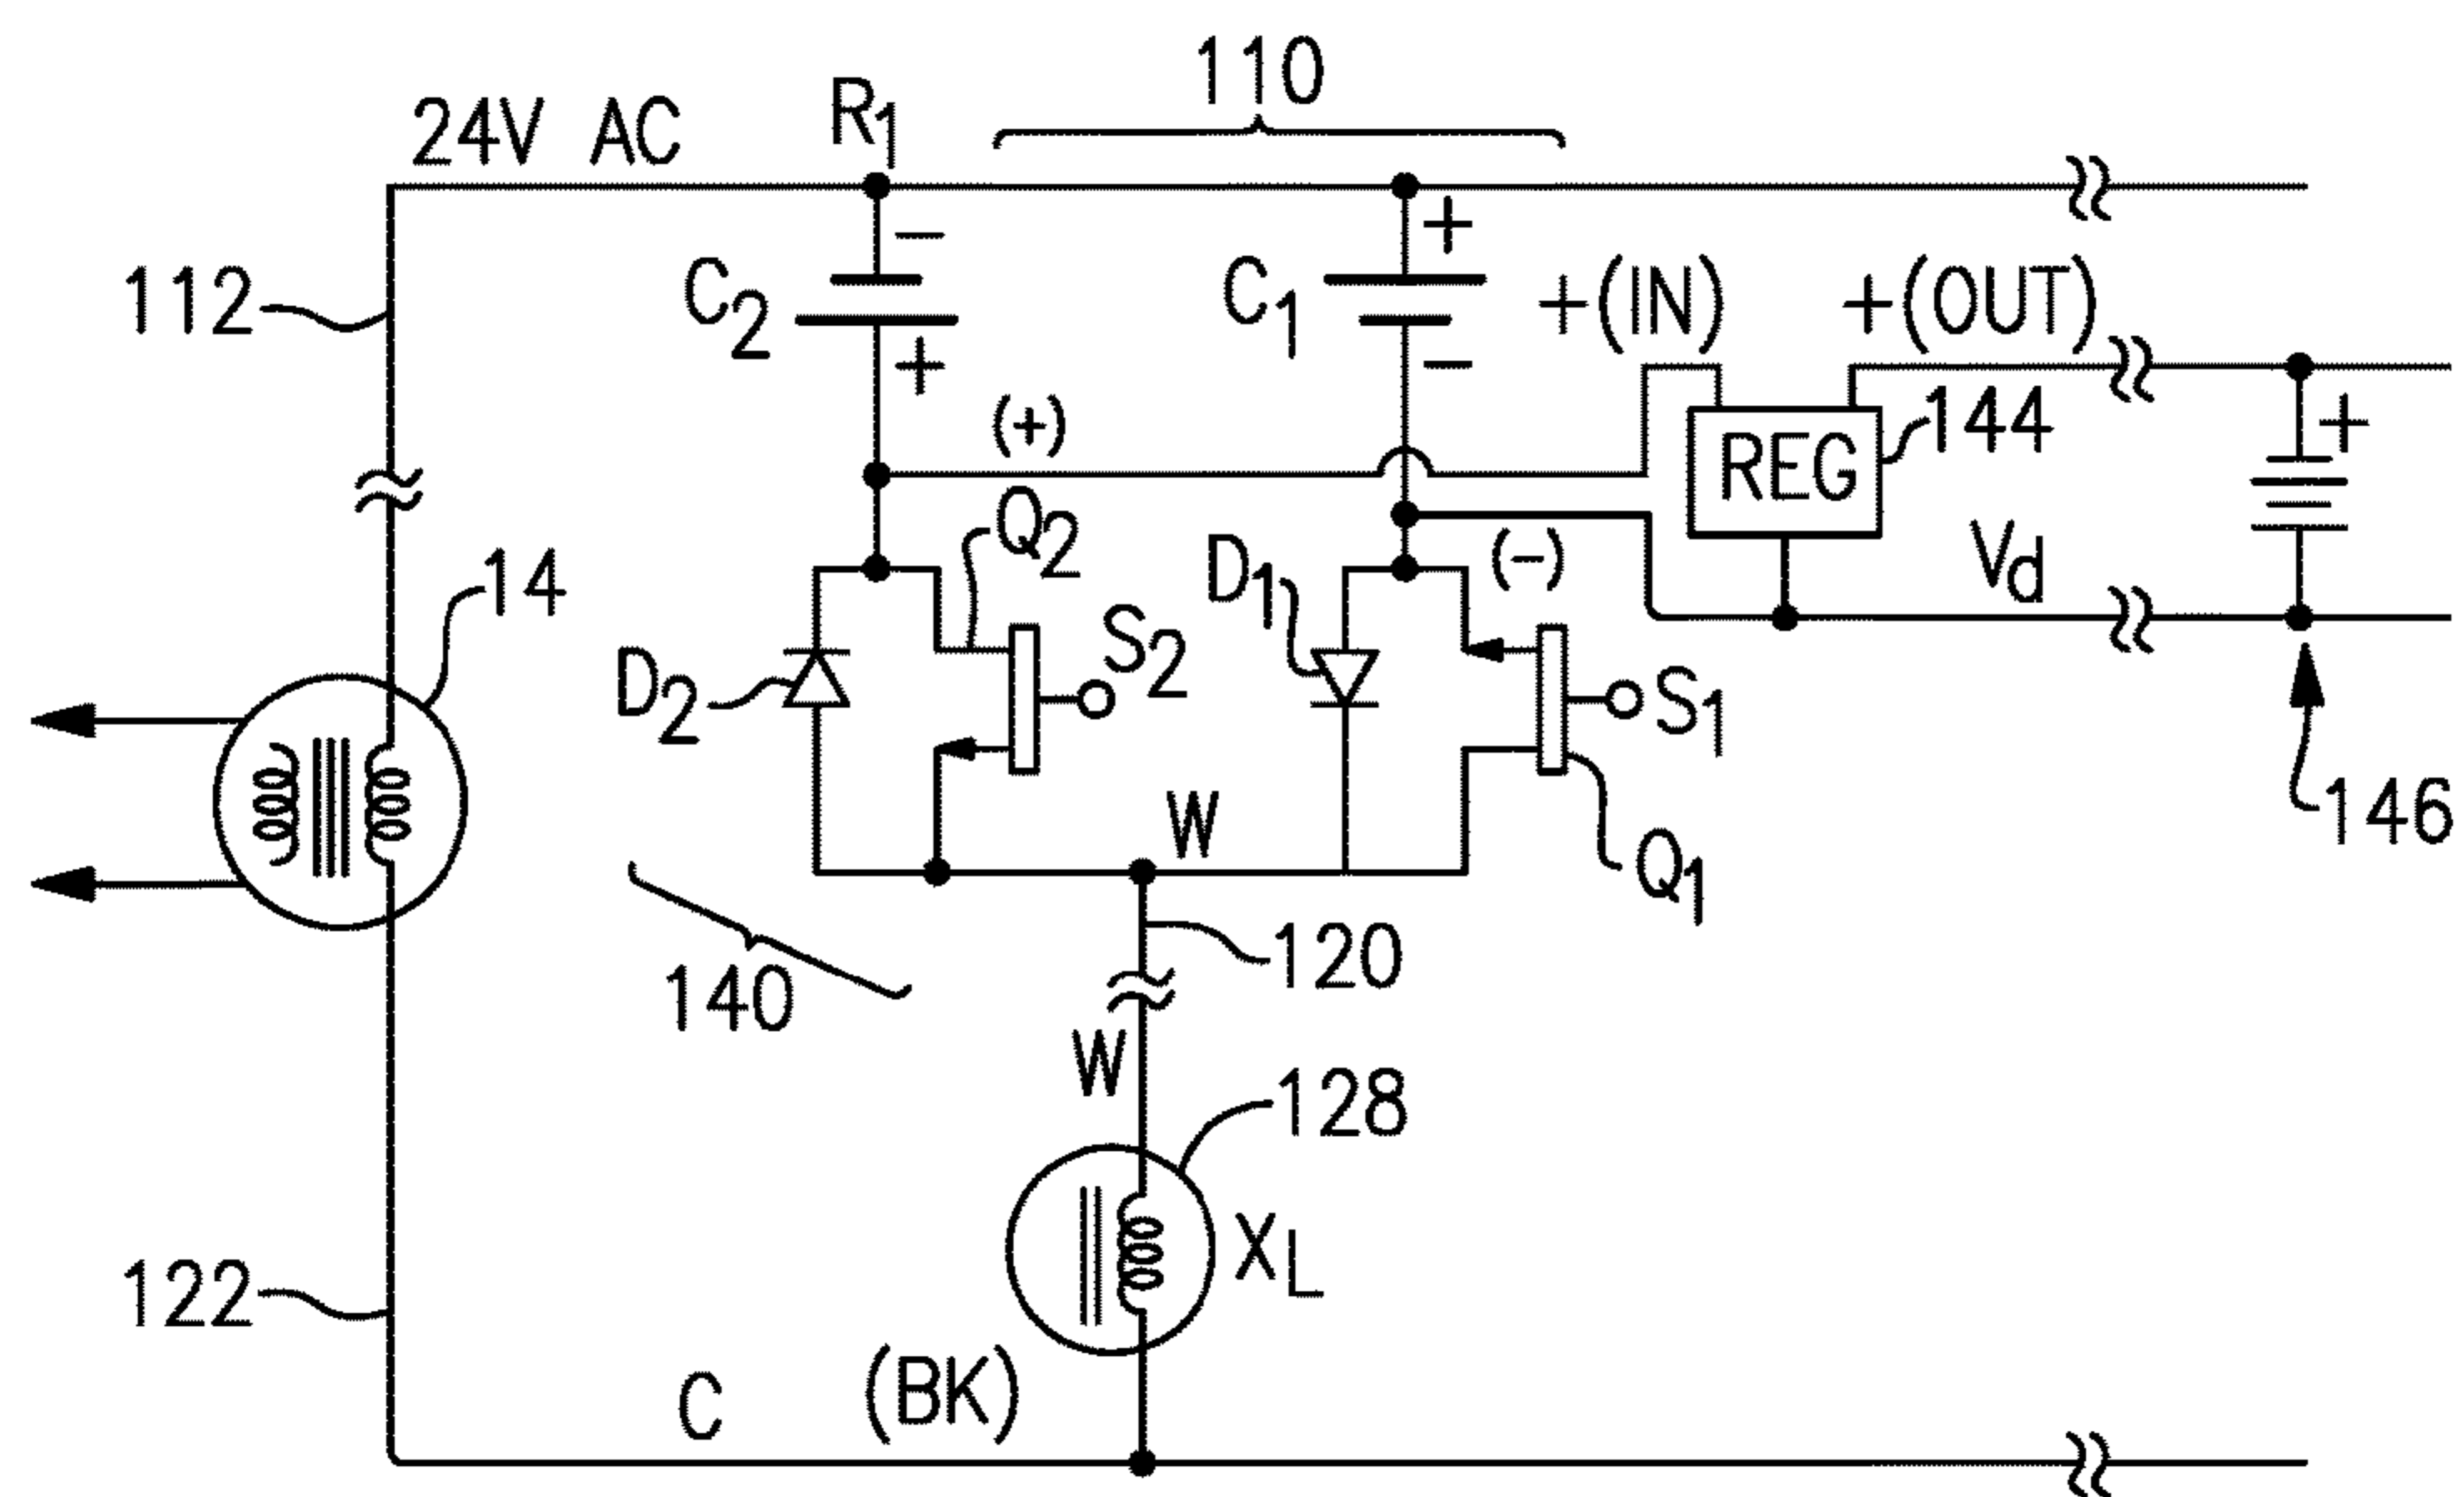 110
24V AC
R1
112
C2
−
+
C1
+
−
+(IN)
+(OUT)
(+)
REG
144
+
14
Q2
D1
(-)
Vd
S2
D2
S1
146
W
Q1
140
120
W
128
XL
122
C
(BK)